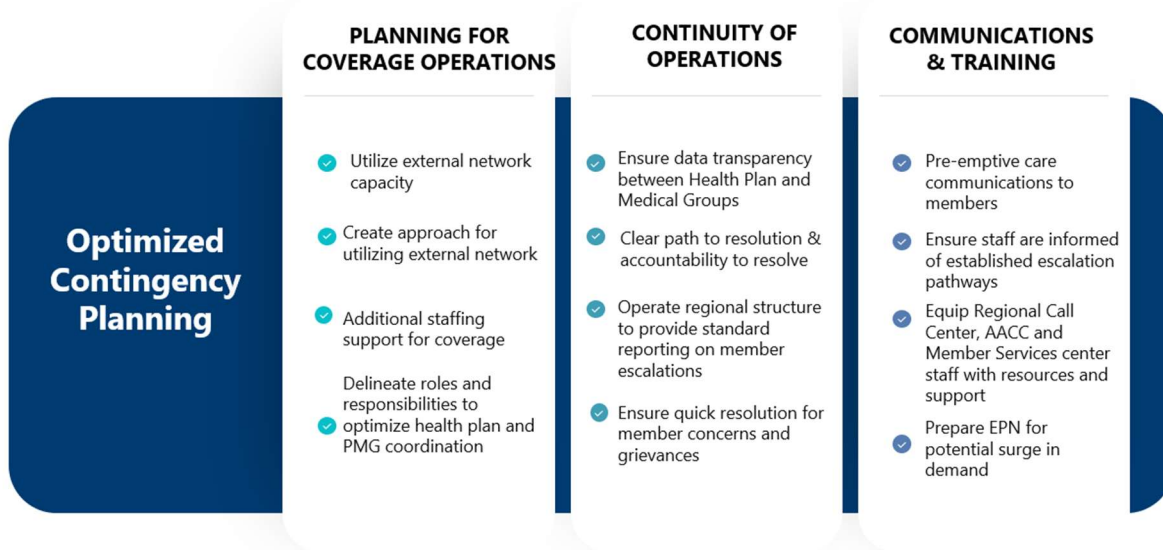 Optimized
Contingency
Planning
PLANNING FOR
COVERAGE OPERATIONS
Utilize external network
capacity
Create approach for
utilizing external network
Additional staffing
support for coverage
Delineate roles and
responsibilities to
optimize health plan and
PMG coordination
CONTINUITY OF
OPERATIONS
Ensure data transparency
between Health Plan and
Medical Groups
Clear path to resolution &
accountability to resolve
Operate regional structure
to provide standard
reporting on member
escalations
Ensure quick resolution for
member concerns and
grievances
COMMUNICATIONS
& TRAINING
Pre-emptive care
communications to
members
Ensure staff are informed
of established escalation
pathways
Equip Regional Call
Center, AACC and
Member Services center
staff with resources and
support
Prepare EPN for
potential surge in
demand